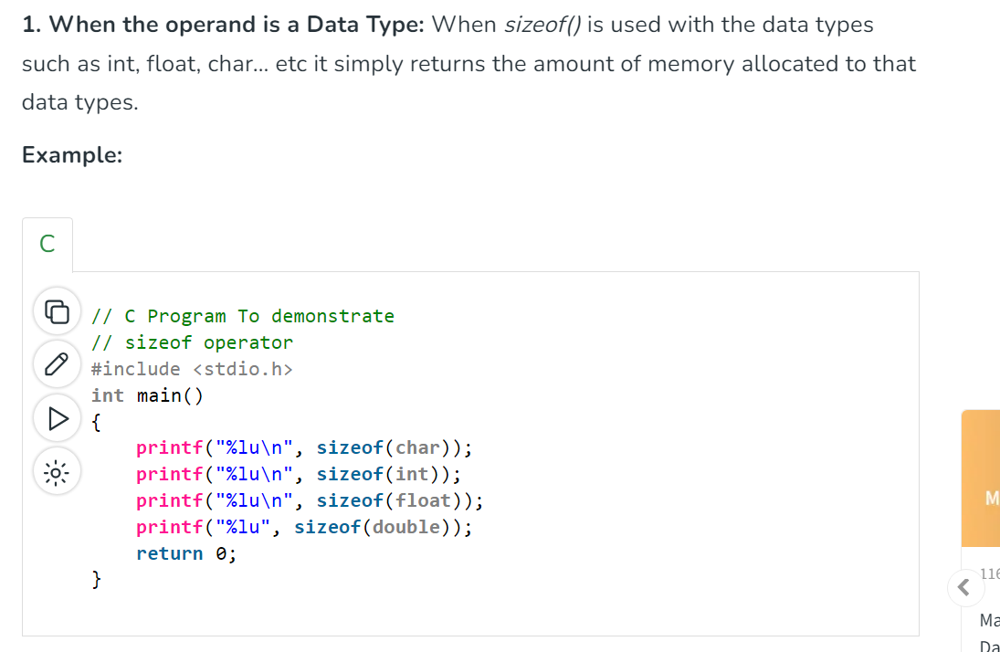 1. When the operand is a Data Type: When sizeof() is used with the data types
such as int, float, char... etc it simply returns the amount of memory allocated to that
data types.
Example:
C
// C Program To demonstrate
// sizeof operator
#include <stdio.h>
int main()
{
    printf("%lu\n", sizeof(char));
    printf("%lu\n", sizeof(int));
    printf("%lu\n", sizeof(float));
    printf("%lu", sizeof(double));
    return 0;
}
M
116
Ma
Da